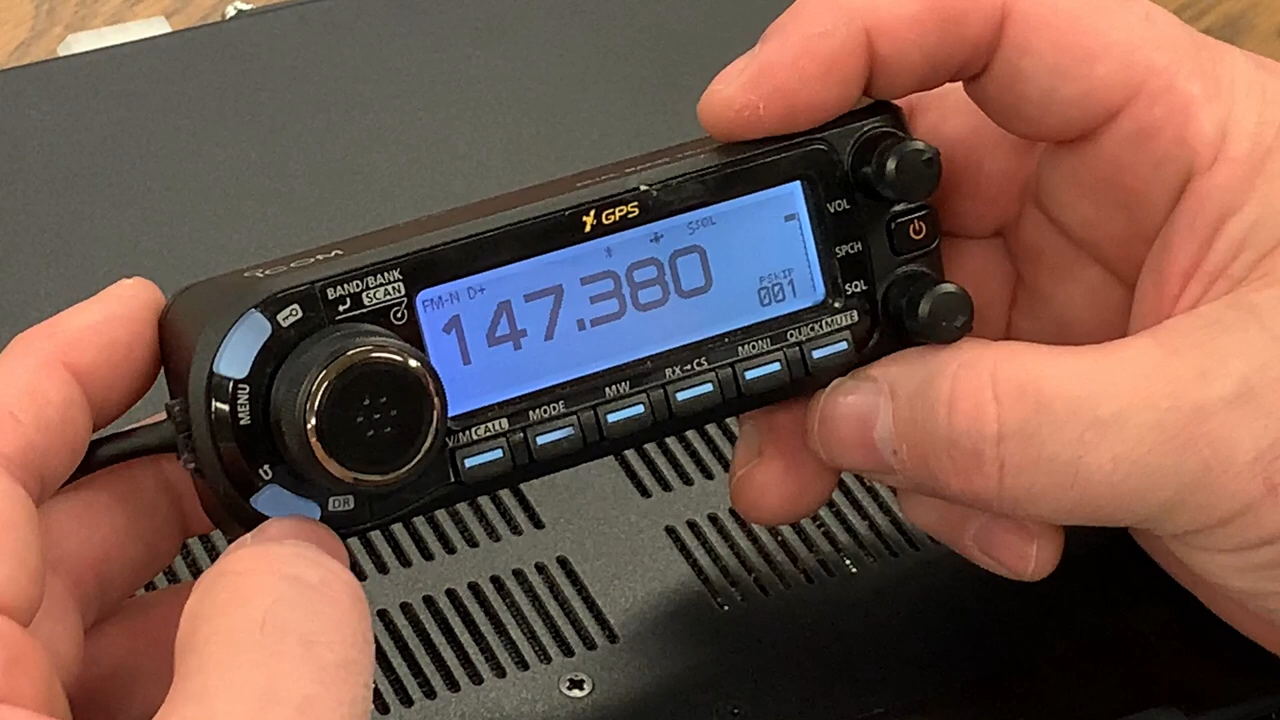 ICOM
GPS
BAND/BANK
SCAN
MENU
FM-N D+
SSQL
147.380
PSKIP
001
VOL
SPCH
SQL
V/M CALL
MODE
MW
RX→CS
MONI
QUICK MUTE
DR